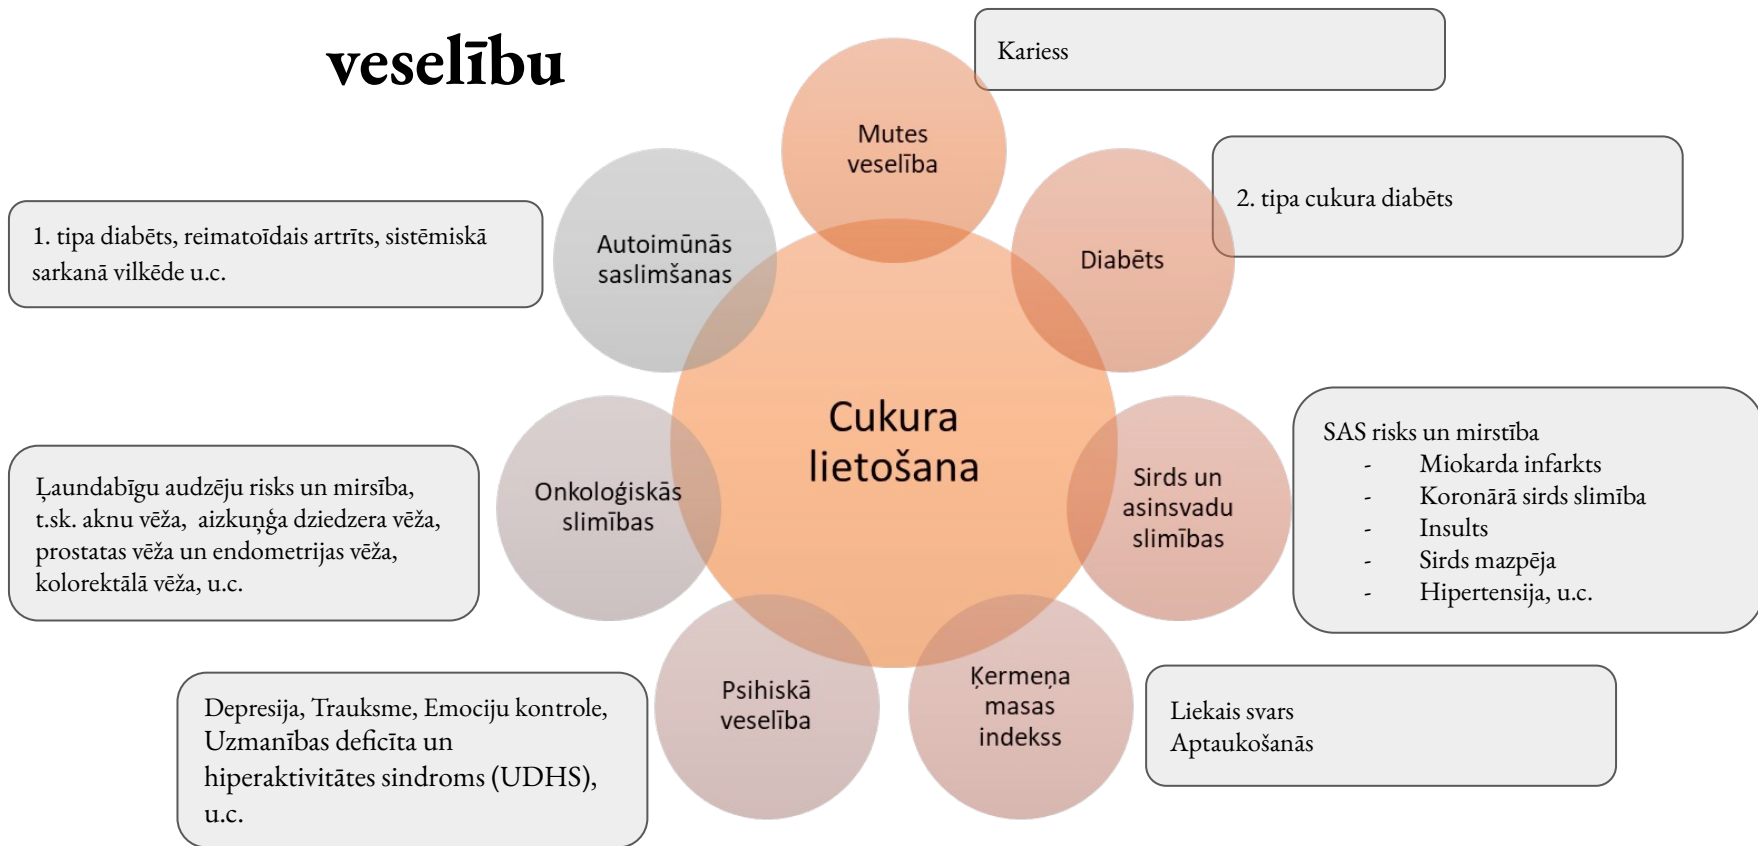 veselību
Kariess
Mutes
veselība
2. tipa cukura diabēts
Diabēts
1. tipa diabēts, reimatoīdais artrīts, sistēmiskā
sarkanā vilkēde u.c.
Autoimūnās
saslimšanas
Cukura
lietošana
SAS risks un mirstība
- Miokarda infarkts
- Koronārā sirds slimība
- Insults
- Sirds mazpēja
- Hipertensija, u.c.
Sirds un
asinsvadu
slimības
Ļaundabīgu audzēju risks un mirsība,
t.sk. aknu vēža, aizkuņģa dziedzera vēža,
prostatas vēža un endometrijas vēža,
kolorektālā vēža, u.c.
Onkoloģiskās
slimības
Psihiskā
veselība
Ķermeņa
masas
indekss
Liekais svars
Aptaukošanās
Depresija, Trauksme, Emociju kontrole,
Uzmanības deficīta un
hiperaktivitātes sindroms (UDHS),
u.c.